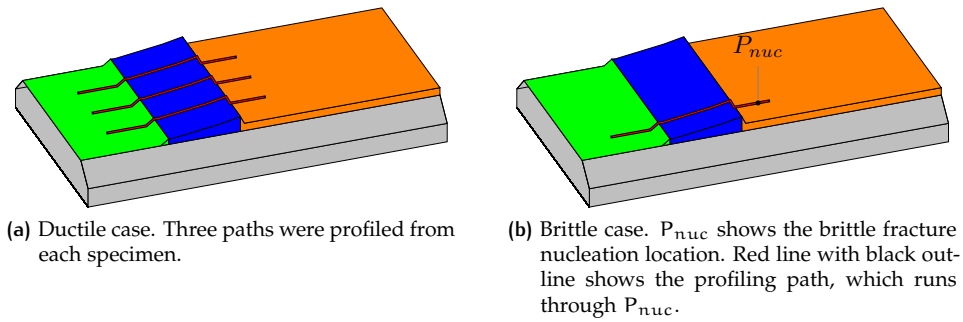 P_nuc
(a) Ductile case. Three paths were profiled from
each specimen.
(b) Brittle case. P_nuc shows the brittle fracture
nucleation location. Red line with black out-
line shows the profiling path, which runs
through P_nuc.